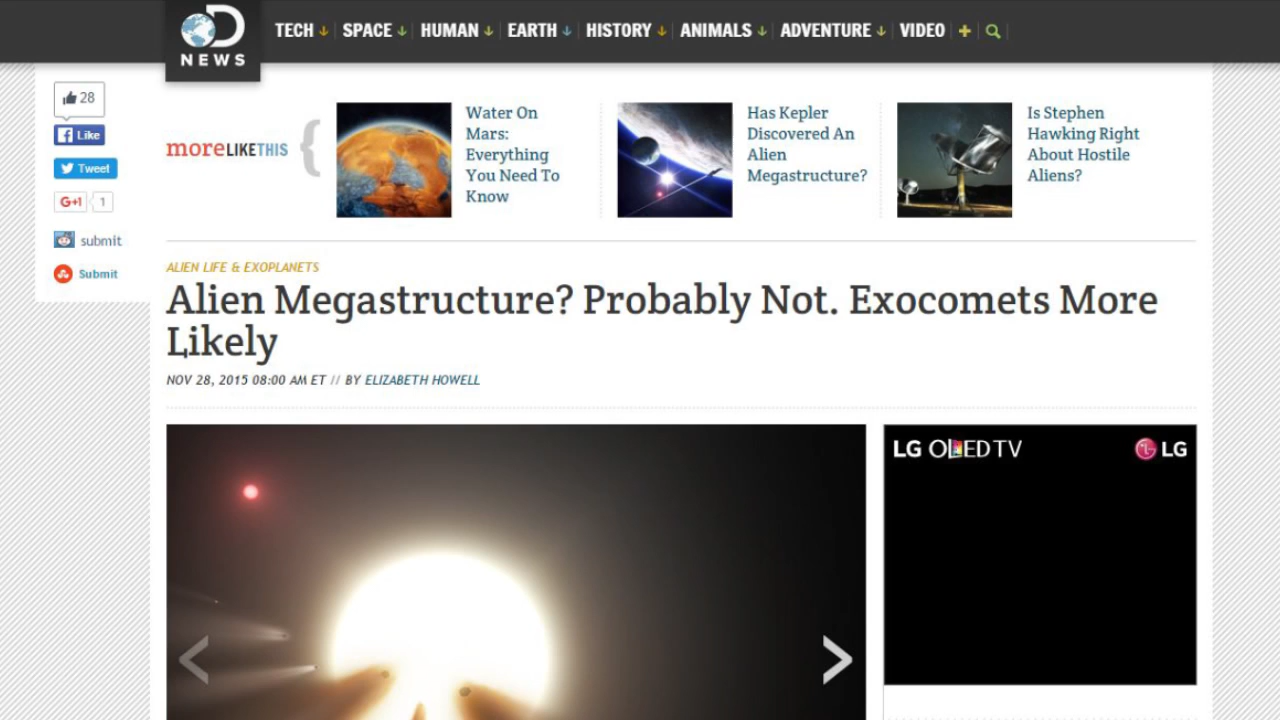 TECH SPACE HUMAN EARTH HISTORY ANIMALS ADVENTURE VIDEO +
D
NEWS
28
Like
Tweet
G+1 1
submit
Submit
moreLIKETHIS {
Water On
Mars:
Everything
You Need To
Know
Has Kepler
Discovered An
Alien
Megastructure?
Is Stephen
Hawking Right
About Hostile
Aliens?
ALIEN LIFE & EXOPLANETS
Alien Megastructure? Probably Not. Exocomets More
Likely
NOV 28, 2015 08:00 AM ET // BY ELIZABETH HOWELL
LG OLED TV
LG